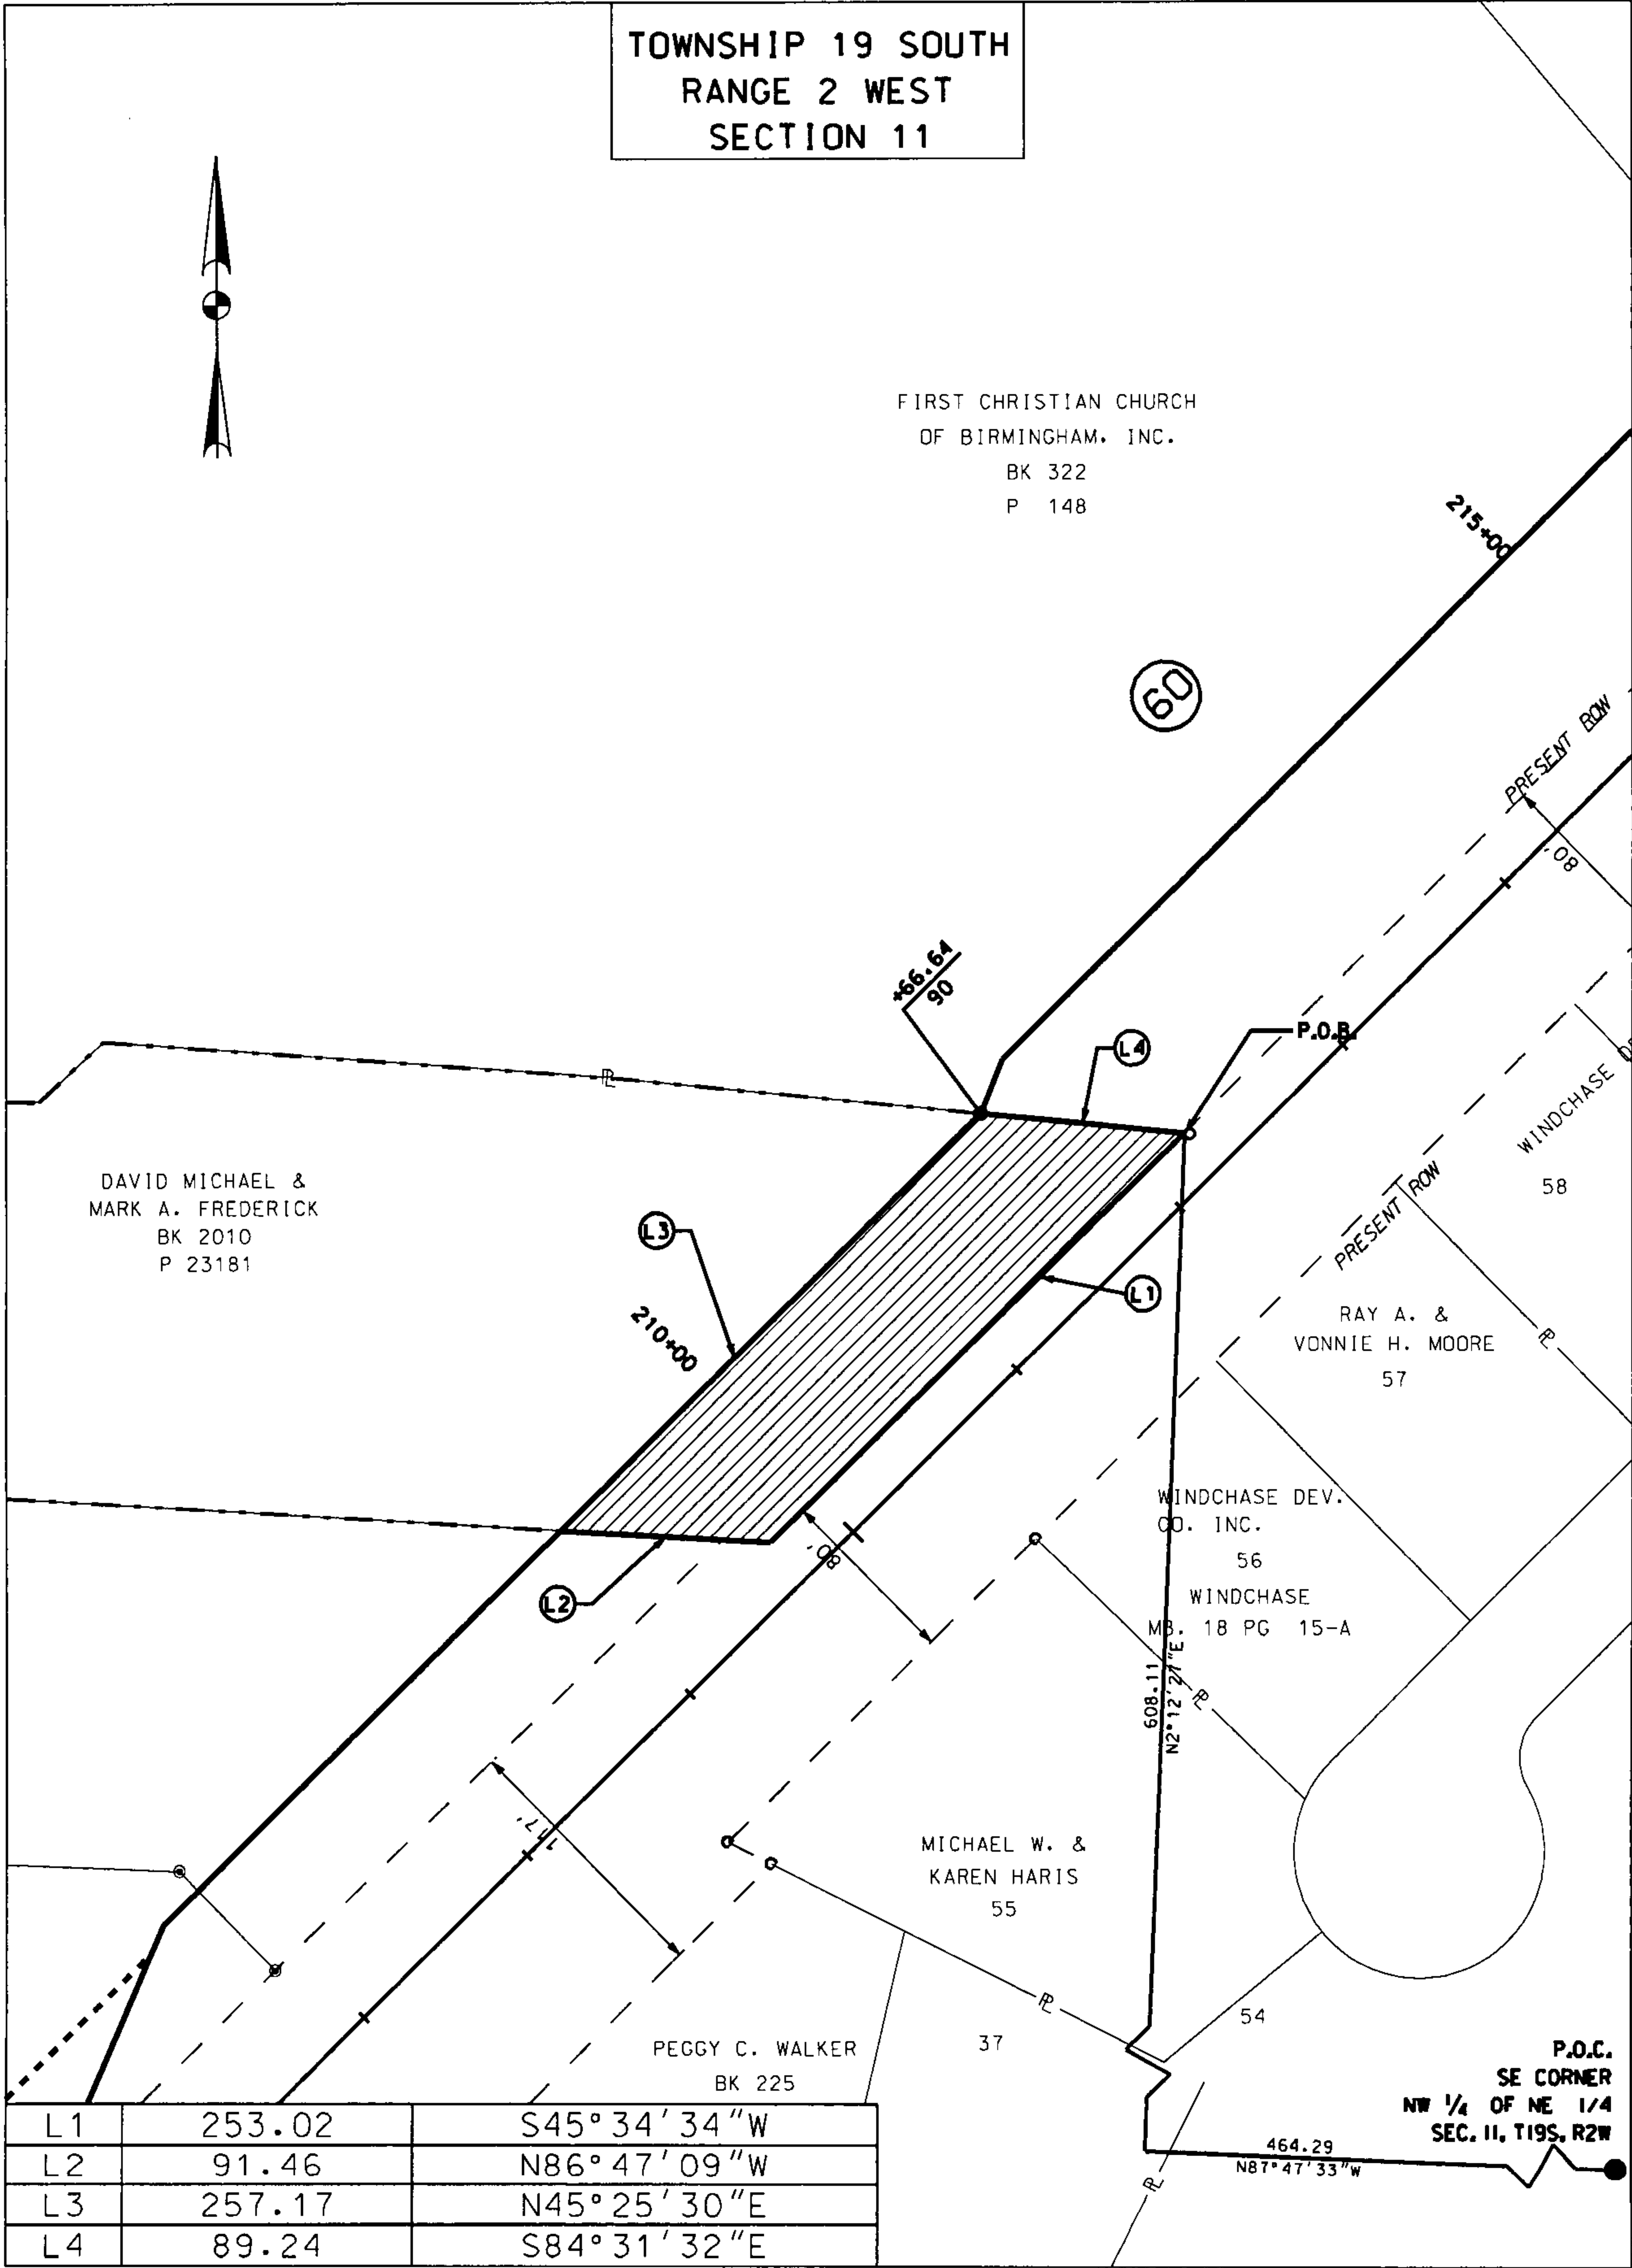 TOWNSHIP 19 SOUTH
RANGE 2 WEST
SECTION 11
FIRST CHRISTIAN CHURCH
OF BIRMINGHAM. INC.
BK 322
P 148
215+00
60
PRESENT ROW
80'
+66.64
90
P.O.B.
L4
PL
WINDCHASE
58
DAVID MICHAEL &
MARK A. FREDERICK
BK 2010
P 23181
L3
PRESENT ROW
L1
210+00
RAY A. &
VONNIE H. MOORE
57
PL
WINDCHASE DEV.
CO. INC.
56
80'
WINDCHASE
MB. 18 PG 15-A
L2
608.11
N2°12'27"E
PL
117'
MICHAEL W. &
KAREN HARIS
55
PL
54
37
PEGGY C. WALKER
BK 225
P.O.C.
SE CORNER
NW 1/4 OF NE 1/4
SEC. 11, T19S, R2W
464.29
N87°47'33"W
PL
L1 253.02 S45°34'34"W
L2 91.46 N86°47'09"W
L3 257.17 N45°25'30"E
L4 89.24 S84°31'32"E